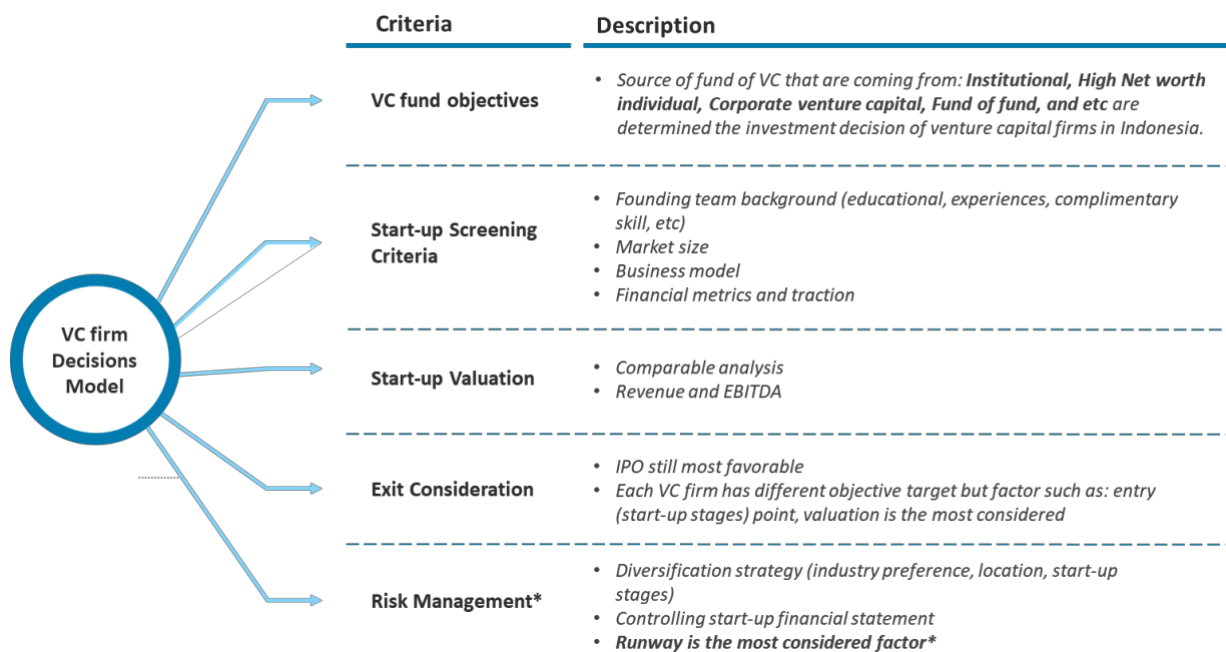 Criteria
Description
VC firm
Decisions
Model
VC fund objectives
• Source of fund of VC that are coming from: Institutional, High Net worth
individual, Corporate venture capital, Fund of fund, and etc are
determined the investment decision of venture capital firms in Indonesia.
Start-up Screening
Criteria
• Founding team background (educational, experiences, complimentary
skill, etc)
• Market size
• Business model
• Financial metrics and traction
Start-up Valuation
• Comparable analysis
• Revenue and EBITDA
Exit Consideration
• IPO still most favorable
• Each VC firm has different objective target but factor such as: entry
(start-up stages) point, valuation is the most considered
Risk Management*
• Diversification strategy (industry preference, location, start-up
stages)
• Controlling start-up financial statement
• Runway is the most considered factor*